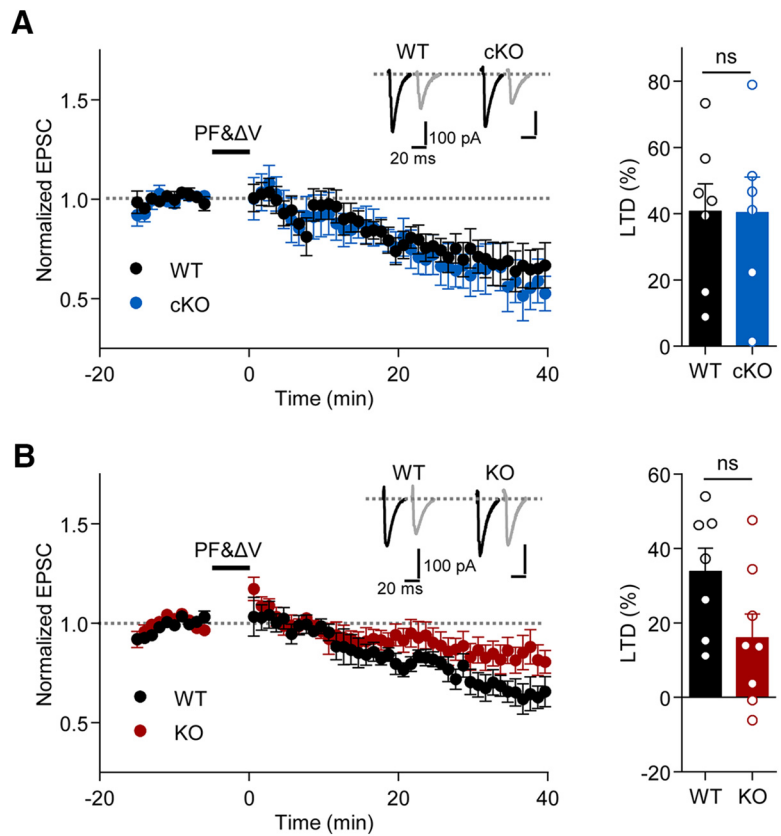 A
WT
cKO
PF&ΔV
100 pA
20 ms
1.5
1.0
0.5
Normalized EPSC
WT
cKO
-20
0
20
40
Time (min)
ns
80
60
40
20
0
LTD (%)
WT
cKO
B
WT
KO
PF&ΔV
100 pA
20 ms
1.5
1.0
0.5
Normalized EPSC
WT
KO
-20
0
20
40
Time (min)
ns
60
40
20
0
-20
LTD (%)
WT
KO